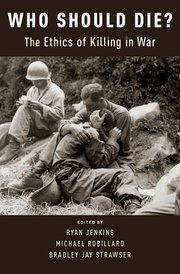 WHO SHOULD DIE?
The Ethics of Killing in War
EDITED BY
RYAN JENKINS
MICHAEL ROBILLARD
BRADLEY JAY STRAWSER